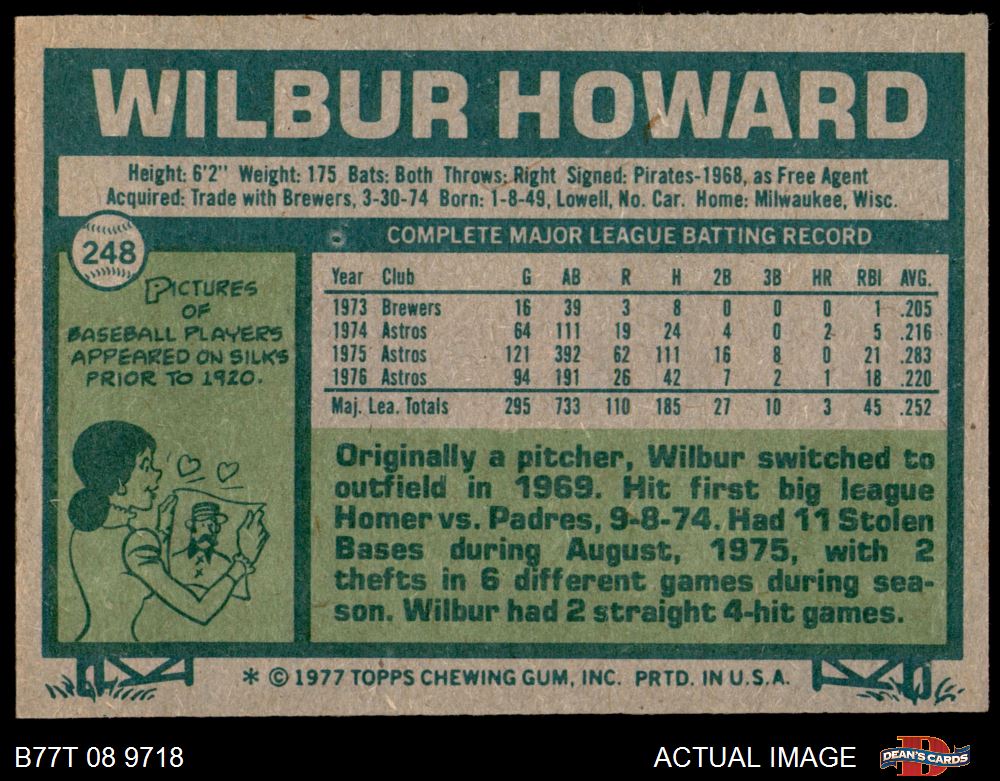 WILBUR HOWARD
Height: 6'2" Weight: 175 Bats: Both Throws: Right Signed: Pirates-1968, as Free Agent
Acquired: Trade with Brewers, 3-30-74 Born: 1-8-49, Lowell, No. Car. Home: Milwaukee, Wisc.
248
PICTURES
OF
BASEBALL PLAYERS
APPEARED ON SILKS
PRIOR TO 1920.
COMPLETE MAJOR LEAGUE BATTING RECORD
Year Club G AB R H 2B 3B HR RBI AVG.
1973 Brewers 16 39 3 8 0 0 0 1 .205
1974 Astros 64 111 19 24 4 0 2 5 .216
1975 Astros 121 392 62 111 16 8 0 21 .283
1976 Astros 94 191 26 42 7 2 1 18 .220
Maj. Lea. Totals 295 733 110 185 27 10 3 45 .252
Originally a pitcher, Wilbur switched to
outfield in 1969. Hit first big league
Homer vs. Padres, 9-8-74. Had 11 Stolen
Bases during August, 1975, with 2
thefts in 6 different games during sea-
son. Wilbur had 2 straight 4-hit games.
* © 1977 TOPPS CHEWING GUM, INC. PRTD. IN U.S.A.
B77T 08 9718
ACTUAL IMAGE
DEAN'S CARDS